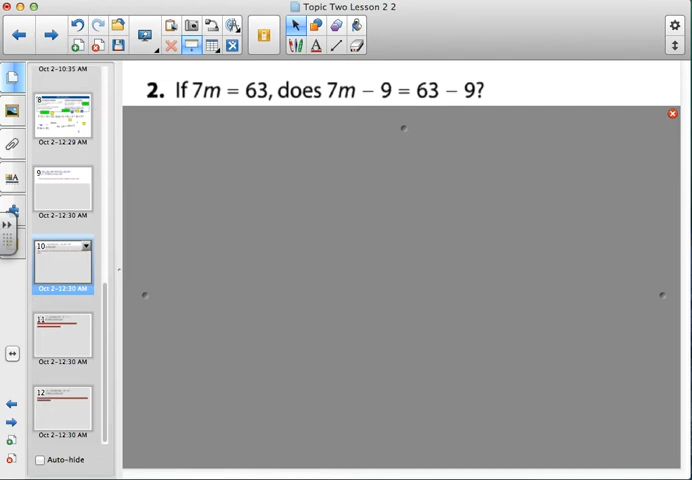 Topic Two Lesson 2 2
2. If 7m = 63, does 7m − 9 = 63 − 9?
Oct 2-10:35 AM
8
Oct 2-12:29 AM
9
Oct 2-12:30 AM
10
Oct 2-12:30 AM
11
Oct 2-12:30 AM
12
Oct 2-12:30 AM
Auto-hide